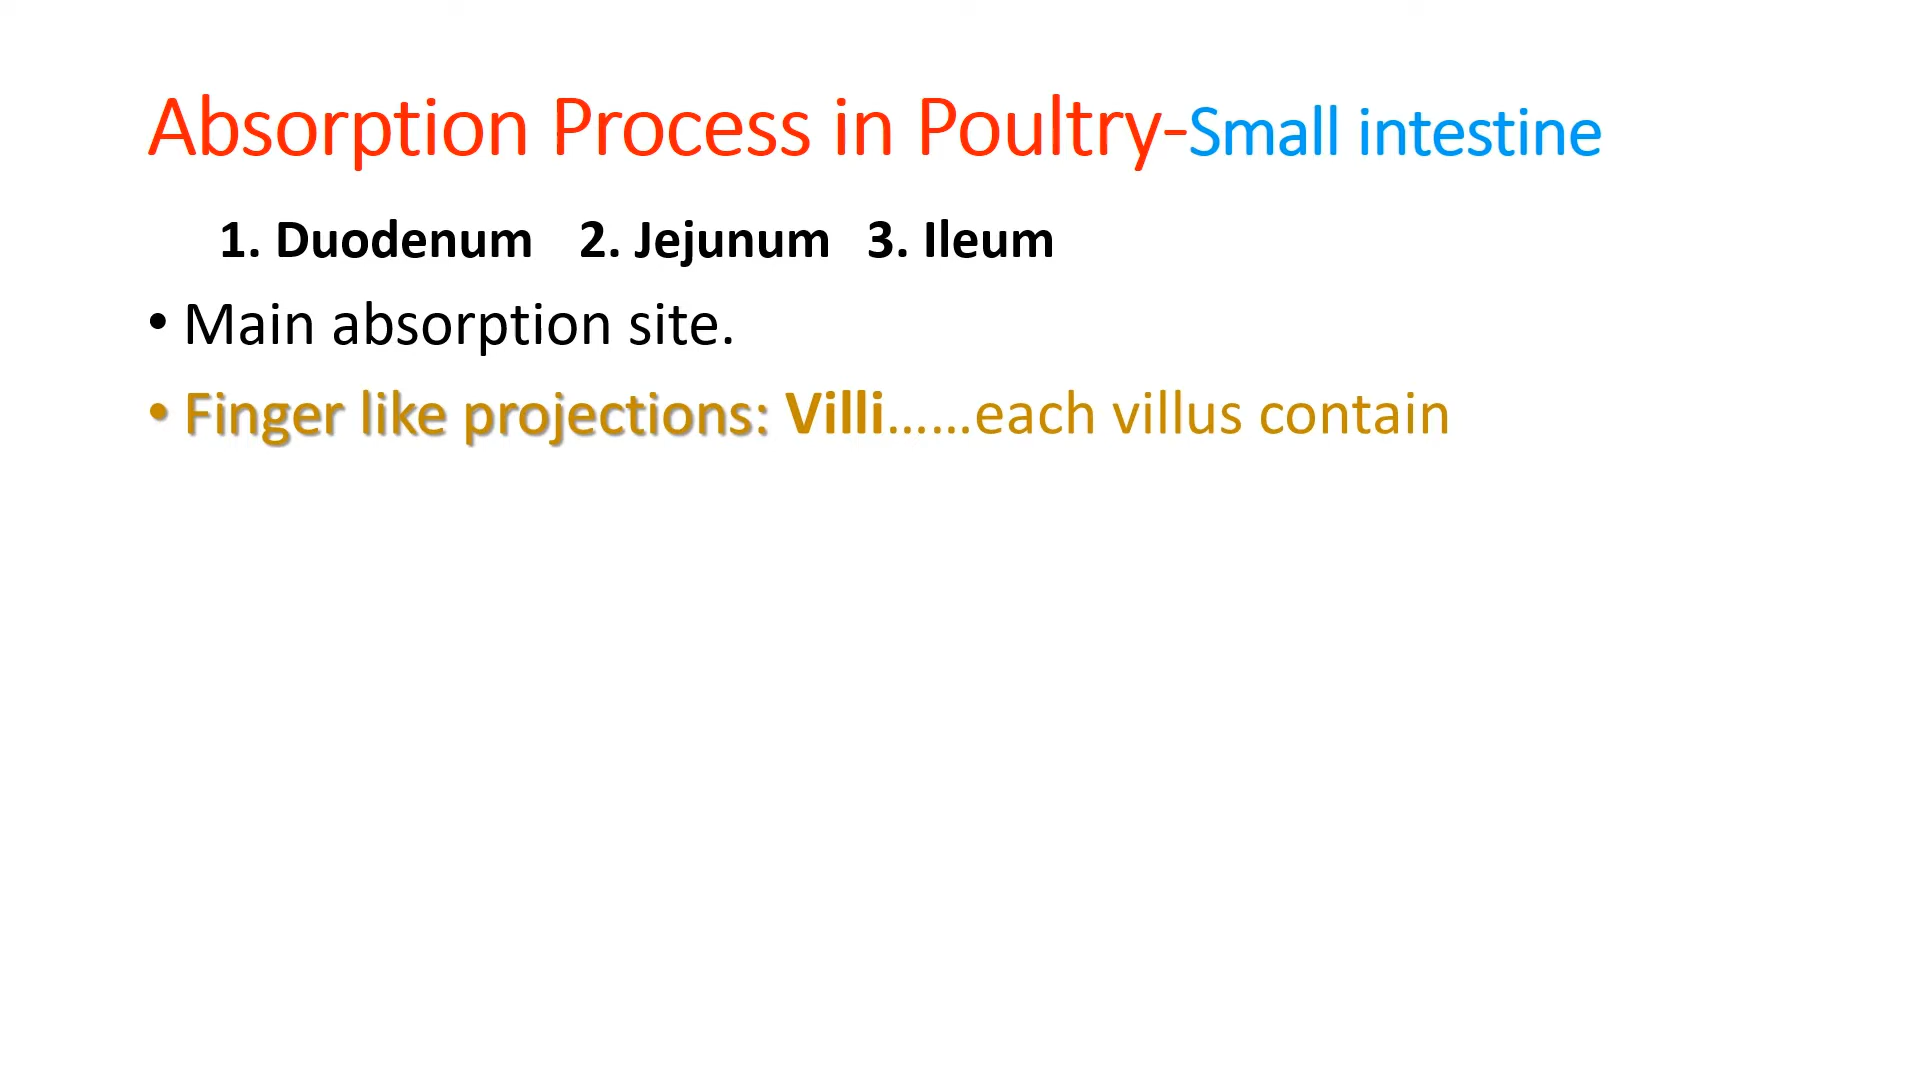 Absorption Process in Poultry-Small intestine
1. Duodenum 2. Jejunum 3. Ileum
• Main absorption site.
• Finger like projections: Villi……each villus contain